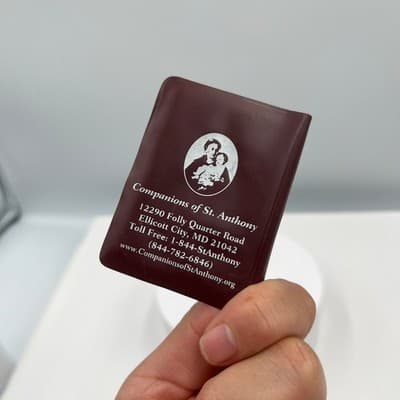 Companions of St. Anthony
12290 Folly Quarter Road
Ellicott City, MD 21042
Toll Free: 1-844-StAnthony
(844-782-6846)
www.CompanionsofStAnthony.org